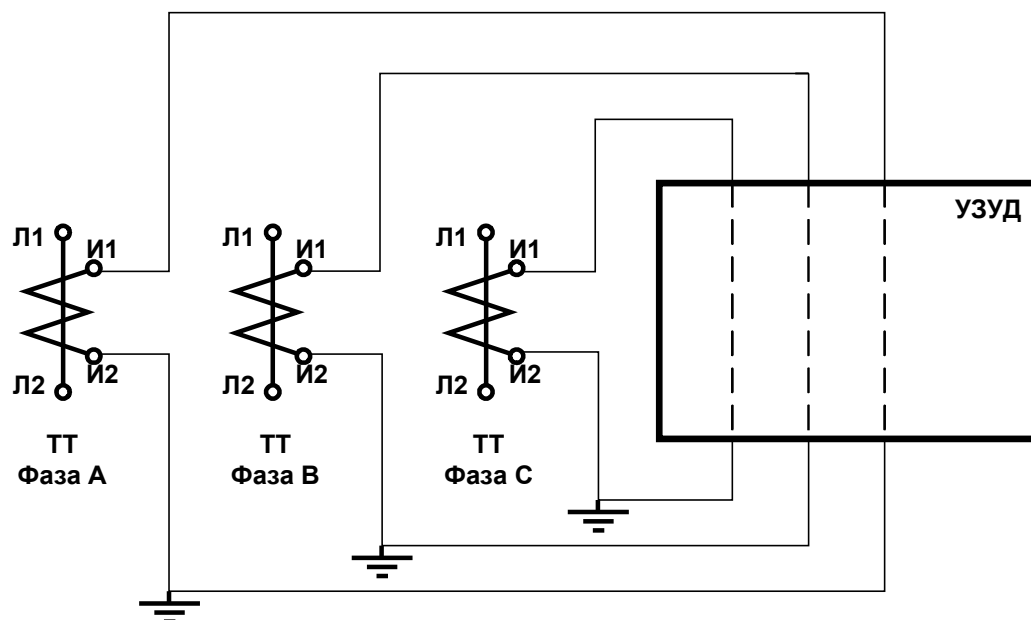 УЗУД
Л1
И1
Л1
И1
Л1
И1
Л2
И2
Л2
И2
Л2
И2
ТТ
Фаза А
ТТ
Фаза В
ТТ
Фаза С